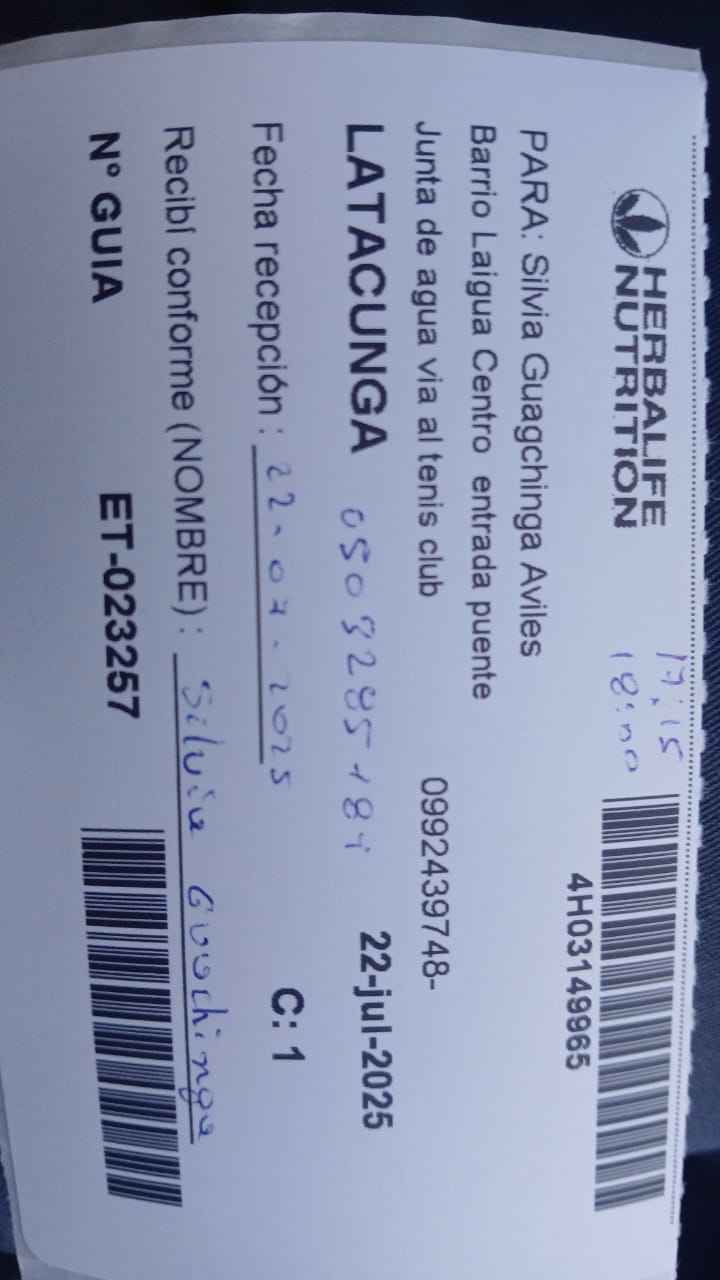 HERBALIFE
NUTRITION
17:15
18:00
4H03149965
PARA: Silvia Guagchinga Aviles
Barrio Laigua Centro entrada puente
Junta de agua via al tenis club 0992439748-
LATACUNGA 22-jul-2025
Fecha recepción : 22-07-2025
C: 1
Recibí conforme (NOMBRE) : Silvia Guachinga
N° GUIA ET-023257